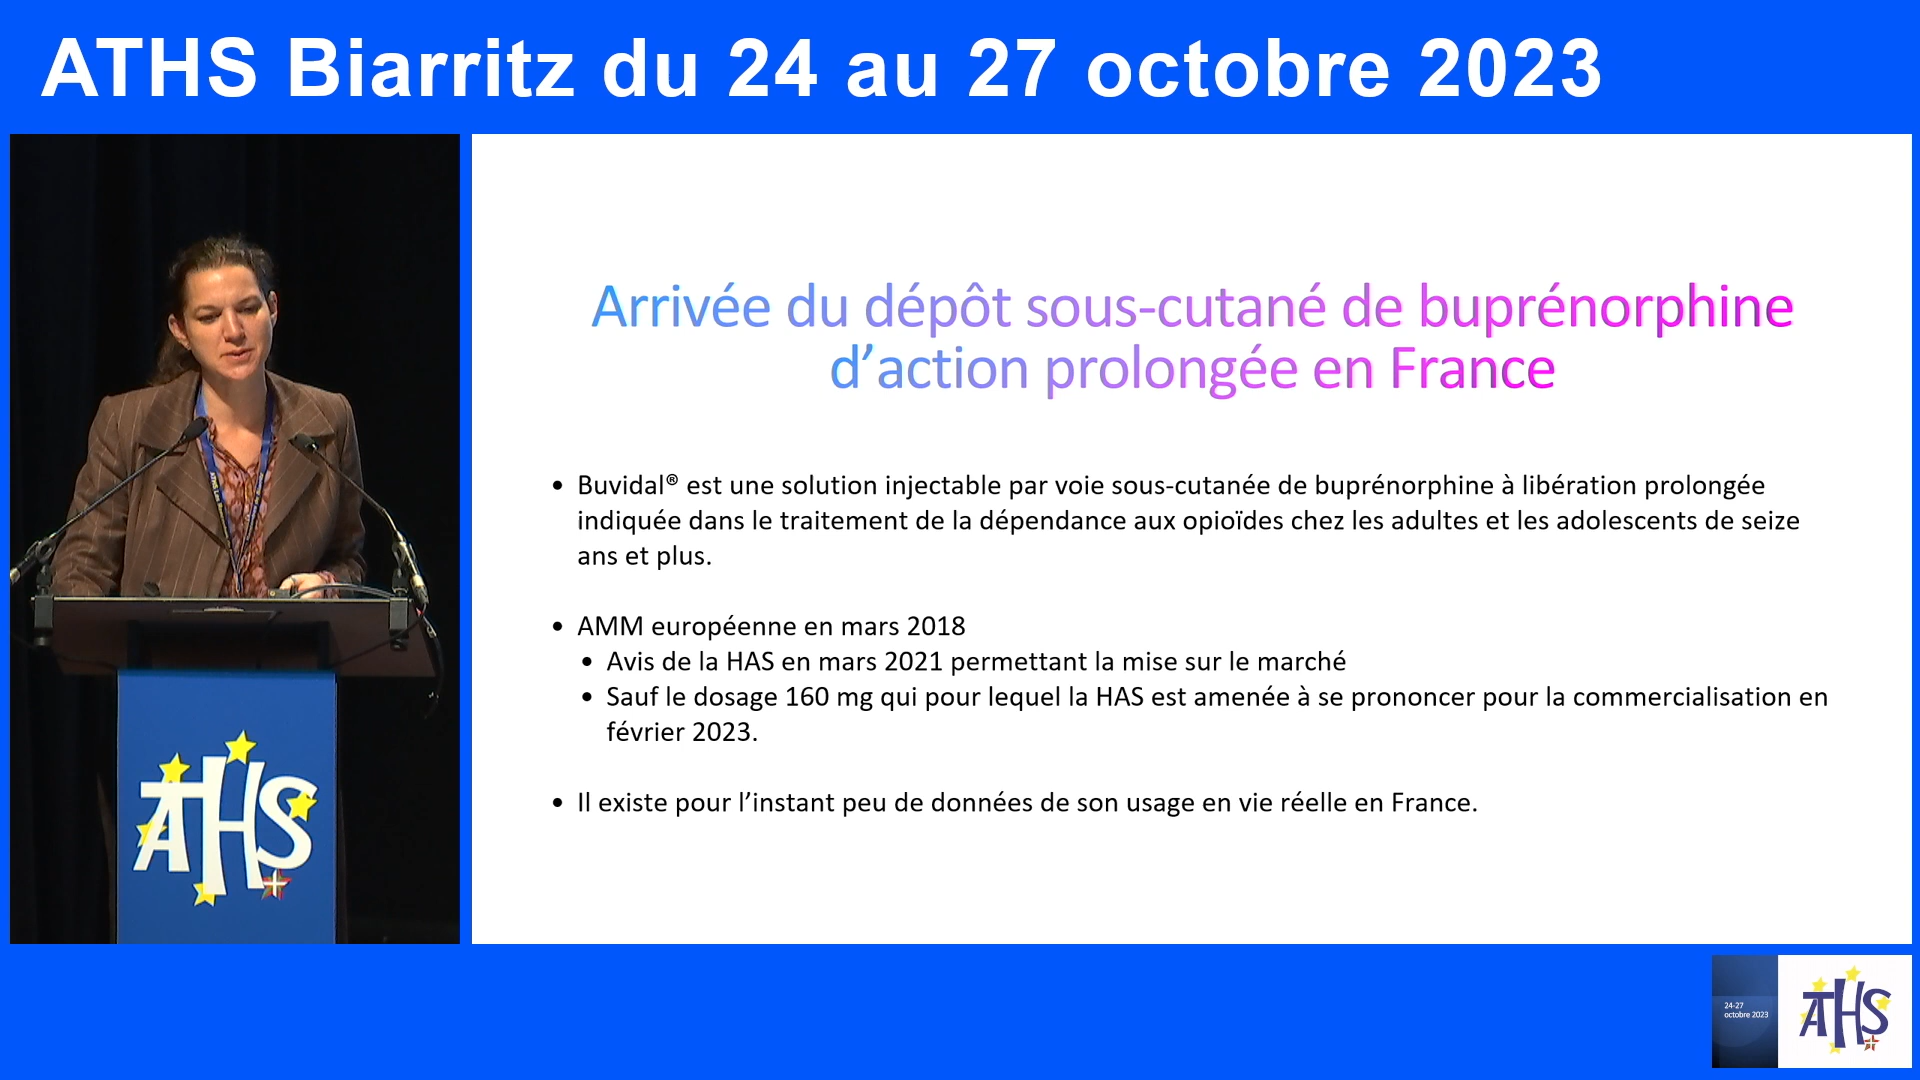 ATHS Biarritz du 24 au 27 octobre 2023
Arrivée du dépôt sous-cutané de buprénorphine
d’action prolongée en France
• Buvidal® est une solution injectable par voie sous-cutanée de buprénorphine à libération prolongée
indiquée dans le traitement de la dépendance aux opioïdes chez les adultes et les adolescents de seize
ans et plus.
• AMM européenne en mars 2018
• Avis de la HAS en mars 2021 permettant la mise sur le marché
• Sauf le dosage 160 mg qui pour lequel la HAS est amenée à se prononcer pour la commercialisation en
février 2023.
• Il existe pour l’instant peu de données de son usage en vie réelle en France.
ATHS
24-27
octobre 2023
ATHS